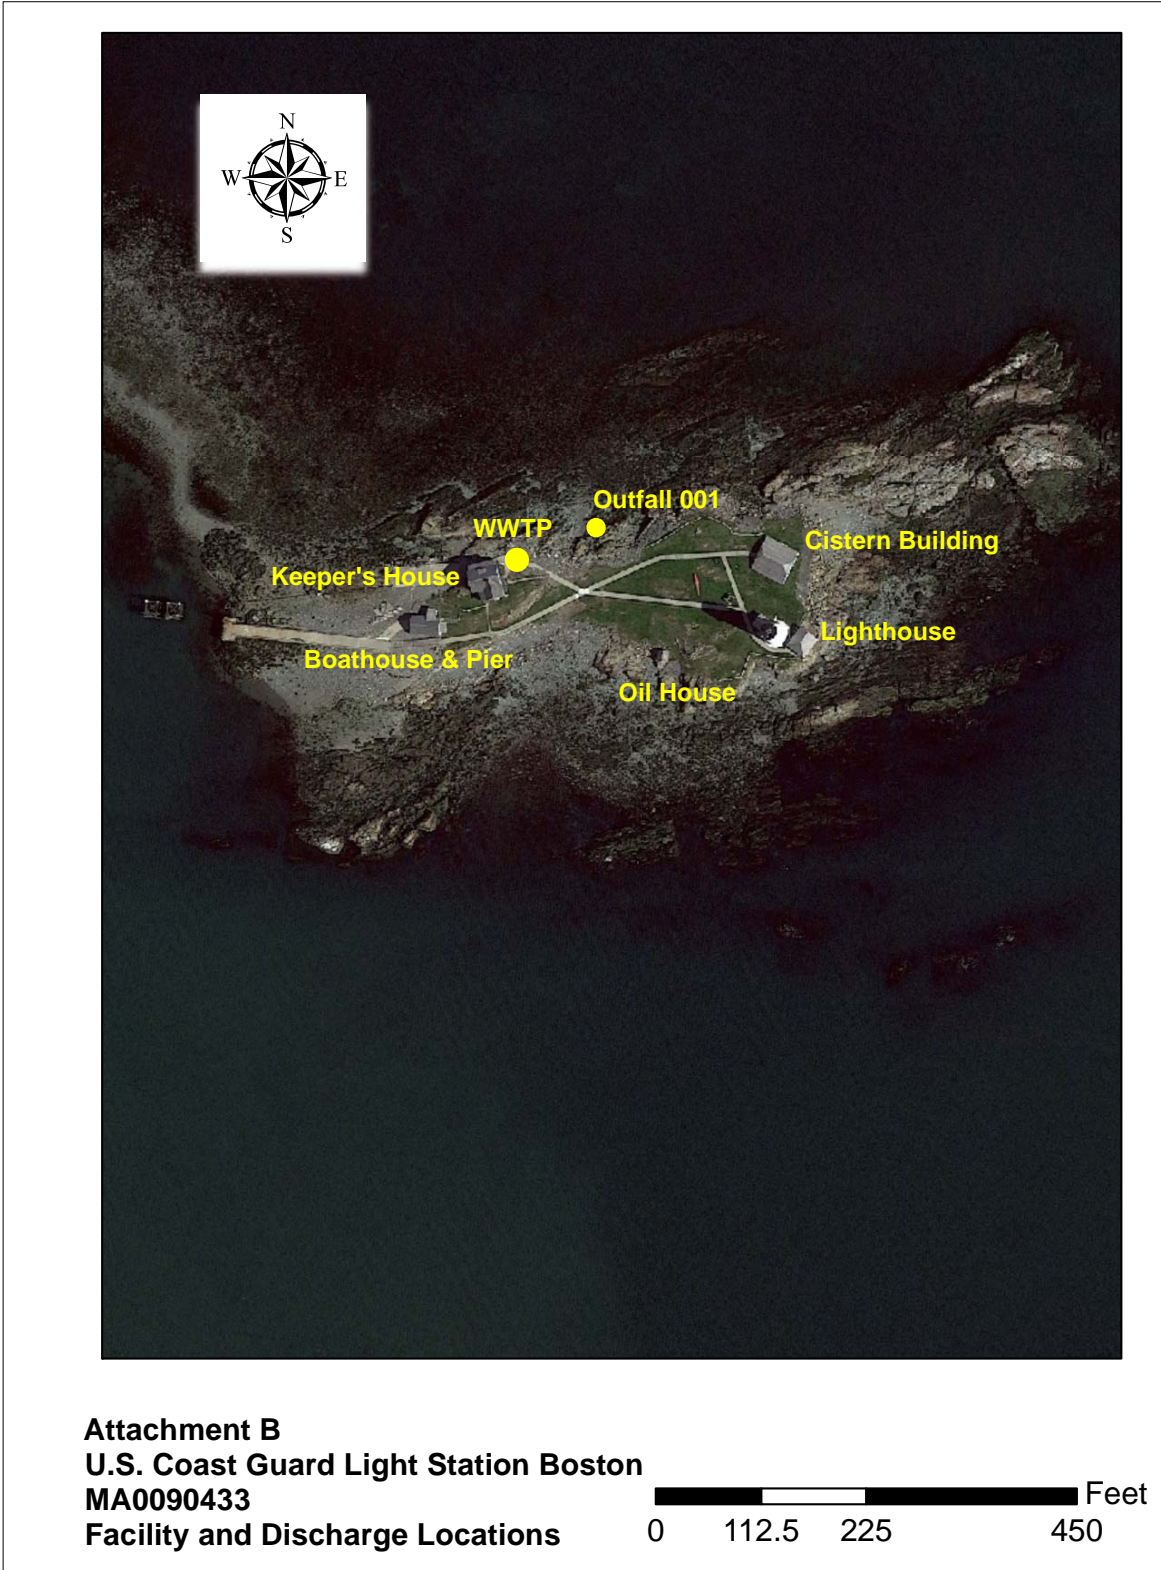 N
W E
S
Outfall 001
WWTP
Cistern Building
Keeper's House
Lighthouse
Boathouse & Pier
Oil House
Attachment B
U.S. Coast Guard Light Station Boston
MA0090433
Facility and Discharge Locations
Feet
0 112.5 225 450